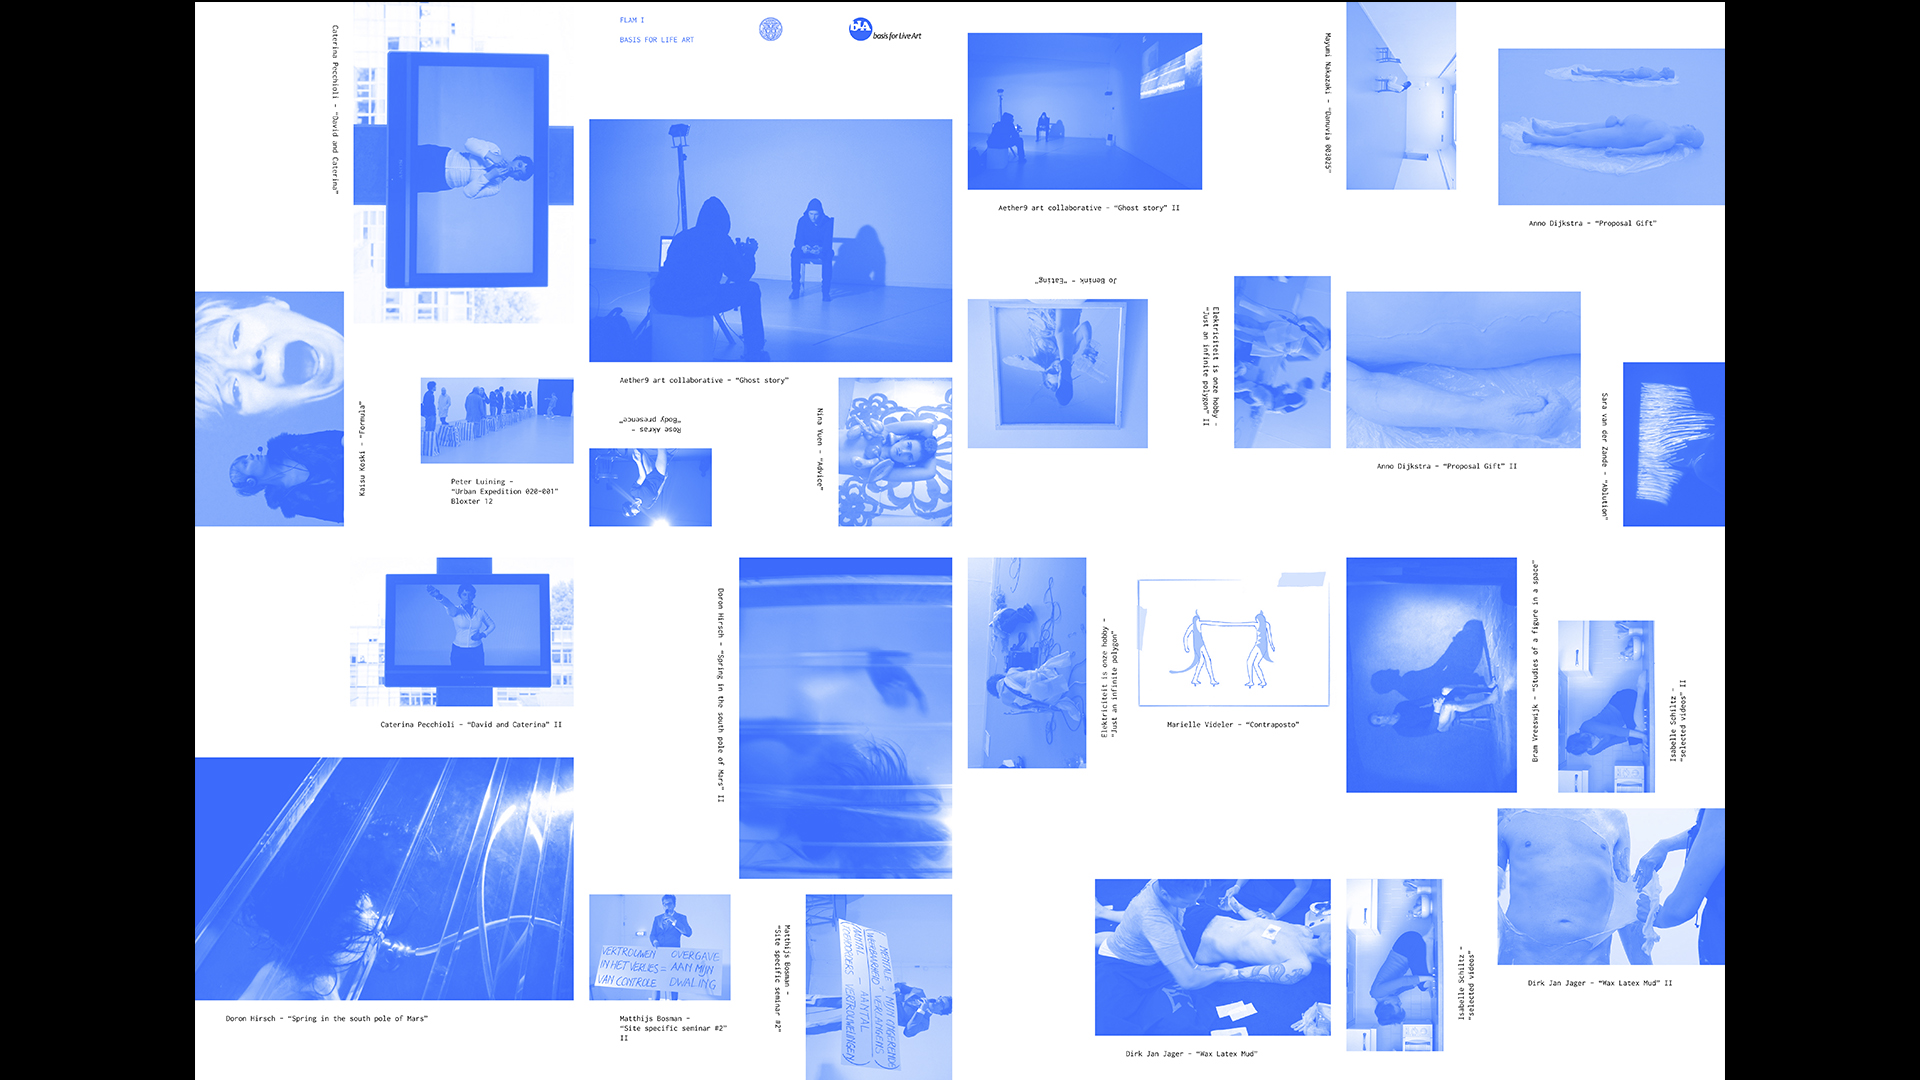 FLAM I
BASIS FOR LIFE ART
bLA
basis for Live Art
Caterina Pecchioli - “David and Caterina”
Aether9 art collaborative - “Ghost story” II
Mayumi Nakazaki - “Danuvia 003025”
Anno Dijkstra - “Proposal Gift”
Jo Benink - “Eating”
Elektriciteit is onze hobby -
“Just an infinite polygon” II
Aether9 art collaborative - “Ghost story”
Kaisu Koski - “Formula”
Peter Luining -
“Urban Expedition 020-001”
Bloxter 12
Rose Akras -
“Body presence”
Nina Yuen - “Advice”
Anno Dijkstra - “Proposal Gift” II
Sara van der Zande - “Ablution”
Caterina Pecchioli - “David and Caterina” II
Doron Hirsch - “Spring in the south pole of Mars” II
Elektriciteit is onze hobby -
“Just an infinite polygon”
Marielle Videler - “Contraposto”
Bram Vreeswijk - “Studies of a figure in a space”
Isabelle Schiltz -
“selected videos” II
Doron Hirsch - “Spring in the south pole of Mars”
VERTROUWEN OVERGAVE
IN HET VERLIES = AAN MIJN
VAN CONTROLE DWALING
Matthijs Bosman -
“Site specific seminar #2”
II
Matthijs Bosman -
“Site specific seminar #2”
Dirk Jan Jager - “Wax Latex Mud”
Isabelle Schiltz -
“selected videos”
Dirk Jan Jager - “Wax Latex Mud” II